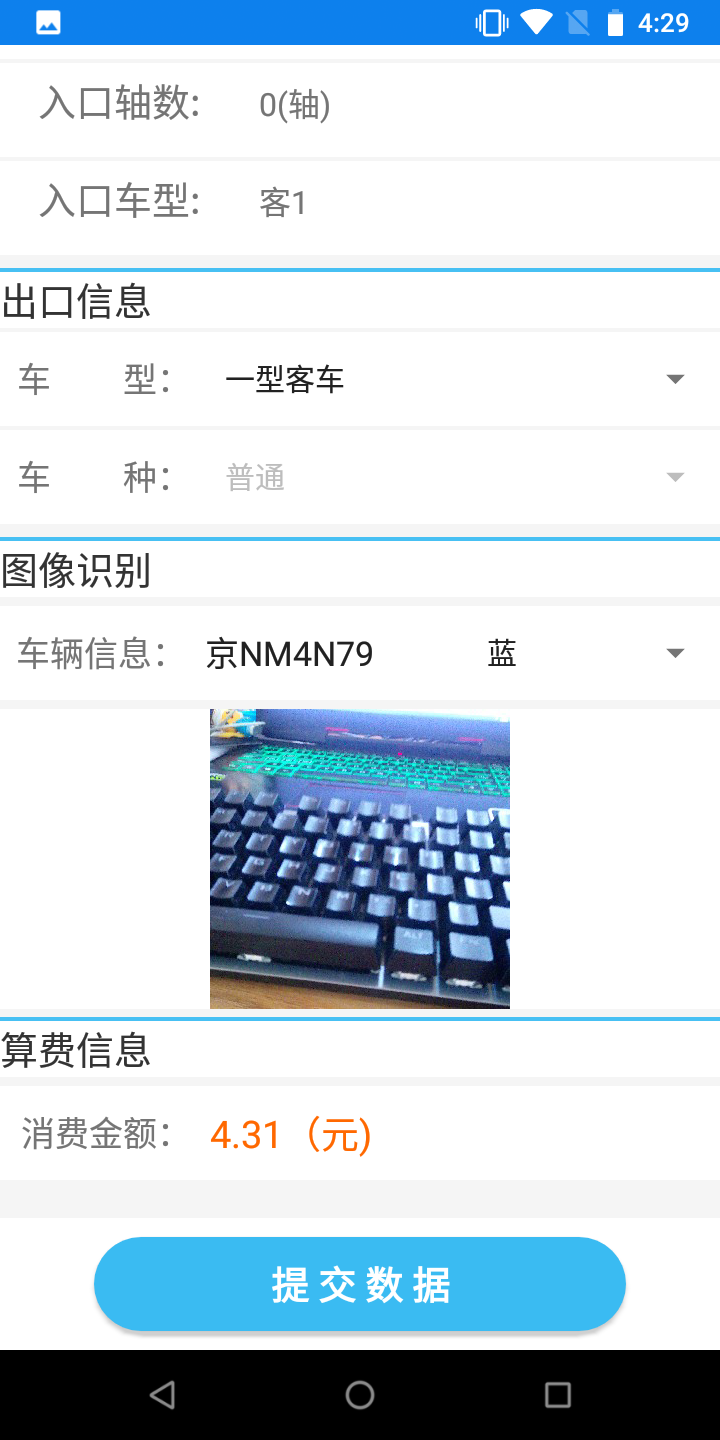 4:29
入口轴数: 0(轴)
入口车型: 客1
出口信息
车 型： 一型客车
车 种： 普通
图像识别
车辆信息： 京NM4N79 蓝
ALT
算费信息
消费金额： 4.31（元)
提交数据